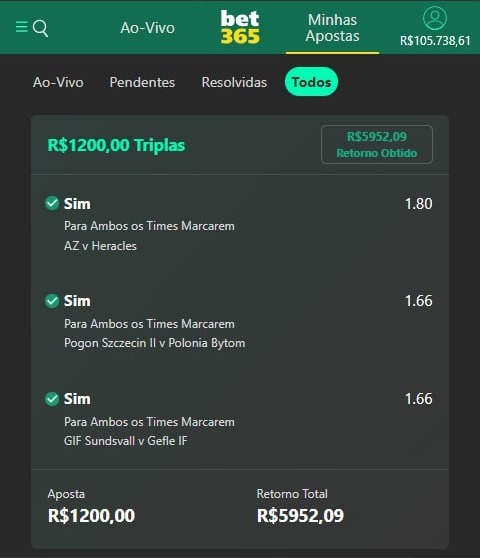 Ao-Vivo
bet
365
Minhas
Apostas
R$105.738,61
Ao-Vivo
Pendentes
Resolvidas
Todos
R$1200,00 Triplas
R$5952,09
Retorno Obtido
Sim
1.80
Para Ambos os Times Marcarem
AZ v Heracles
Sim
1.66
Para Ambos os Times Marcarem
Pogon Szczecin II v Polonia Bytom
Sim
1.66
Para Ambos os Times Marcarem
GIF Sundsvall v Gefle IF
Aposta
Retorno Total
R$1200,00
R$5952,09